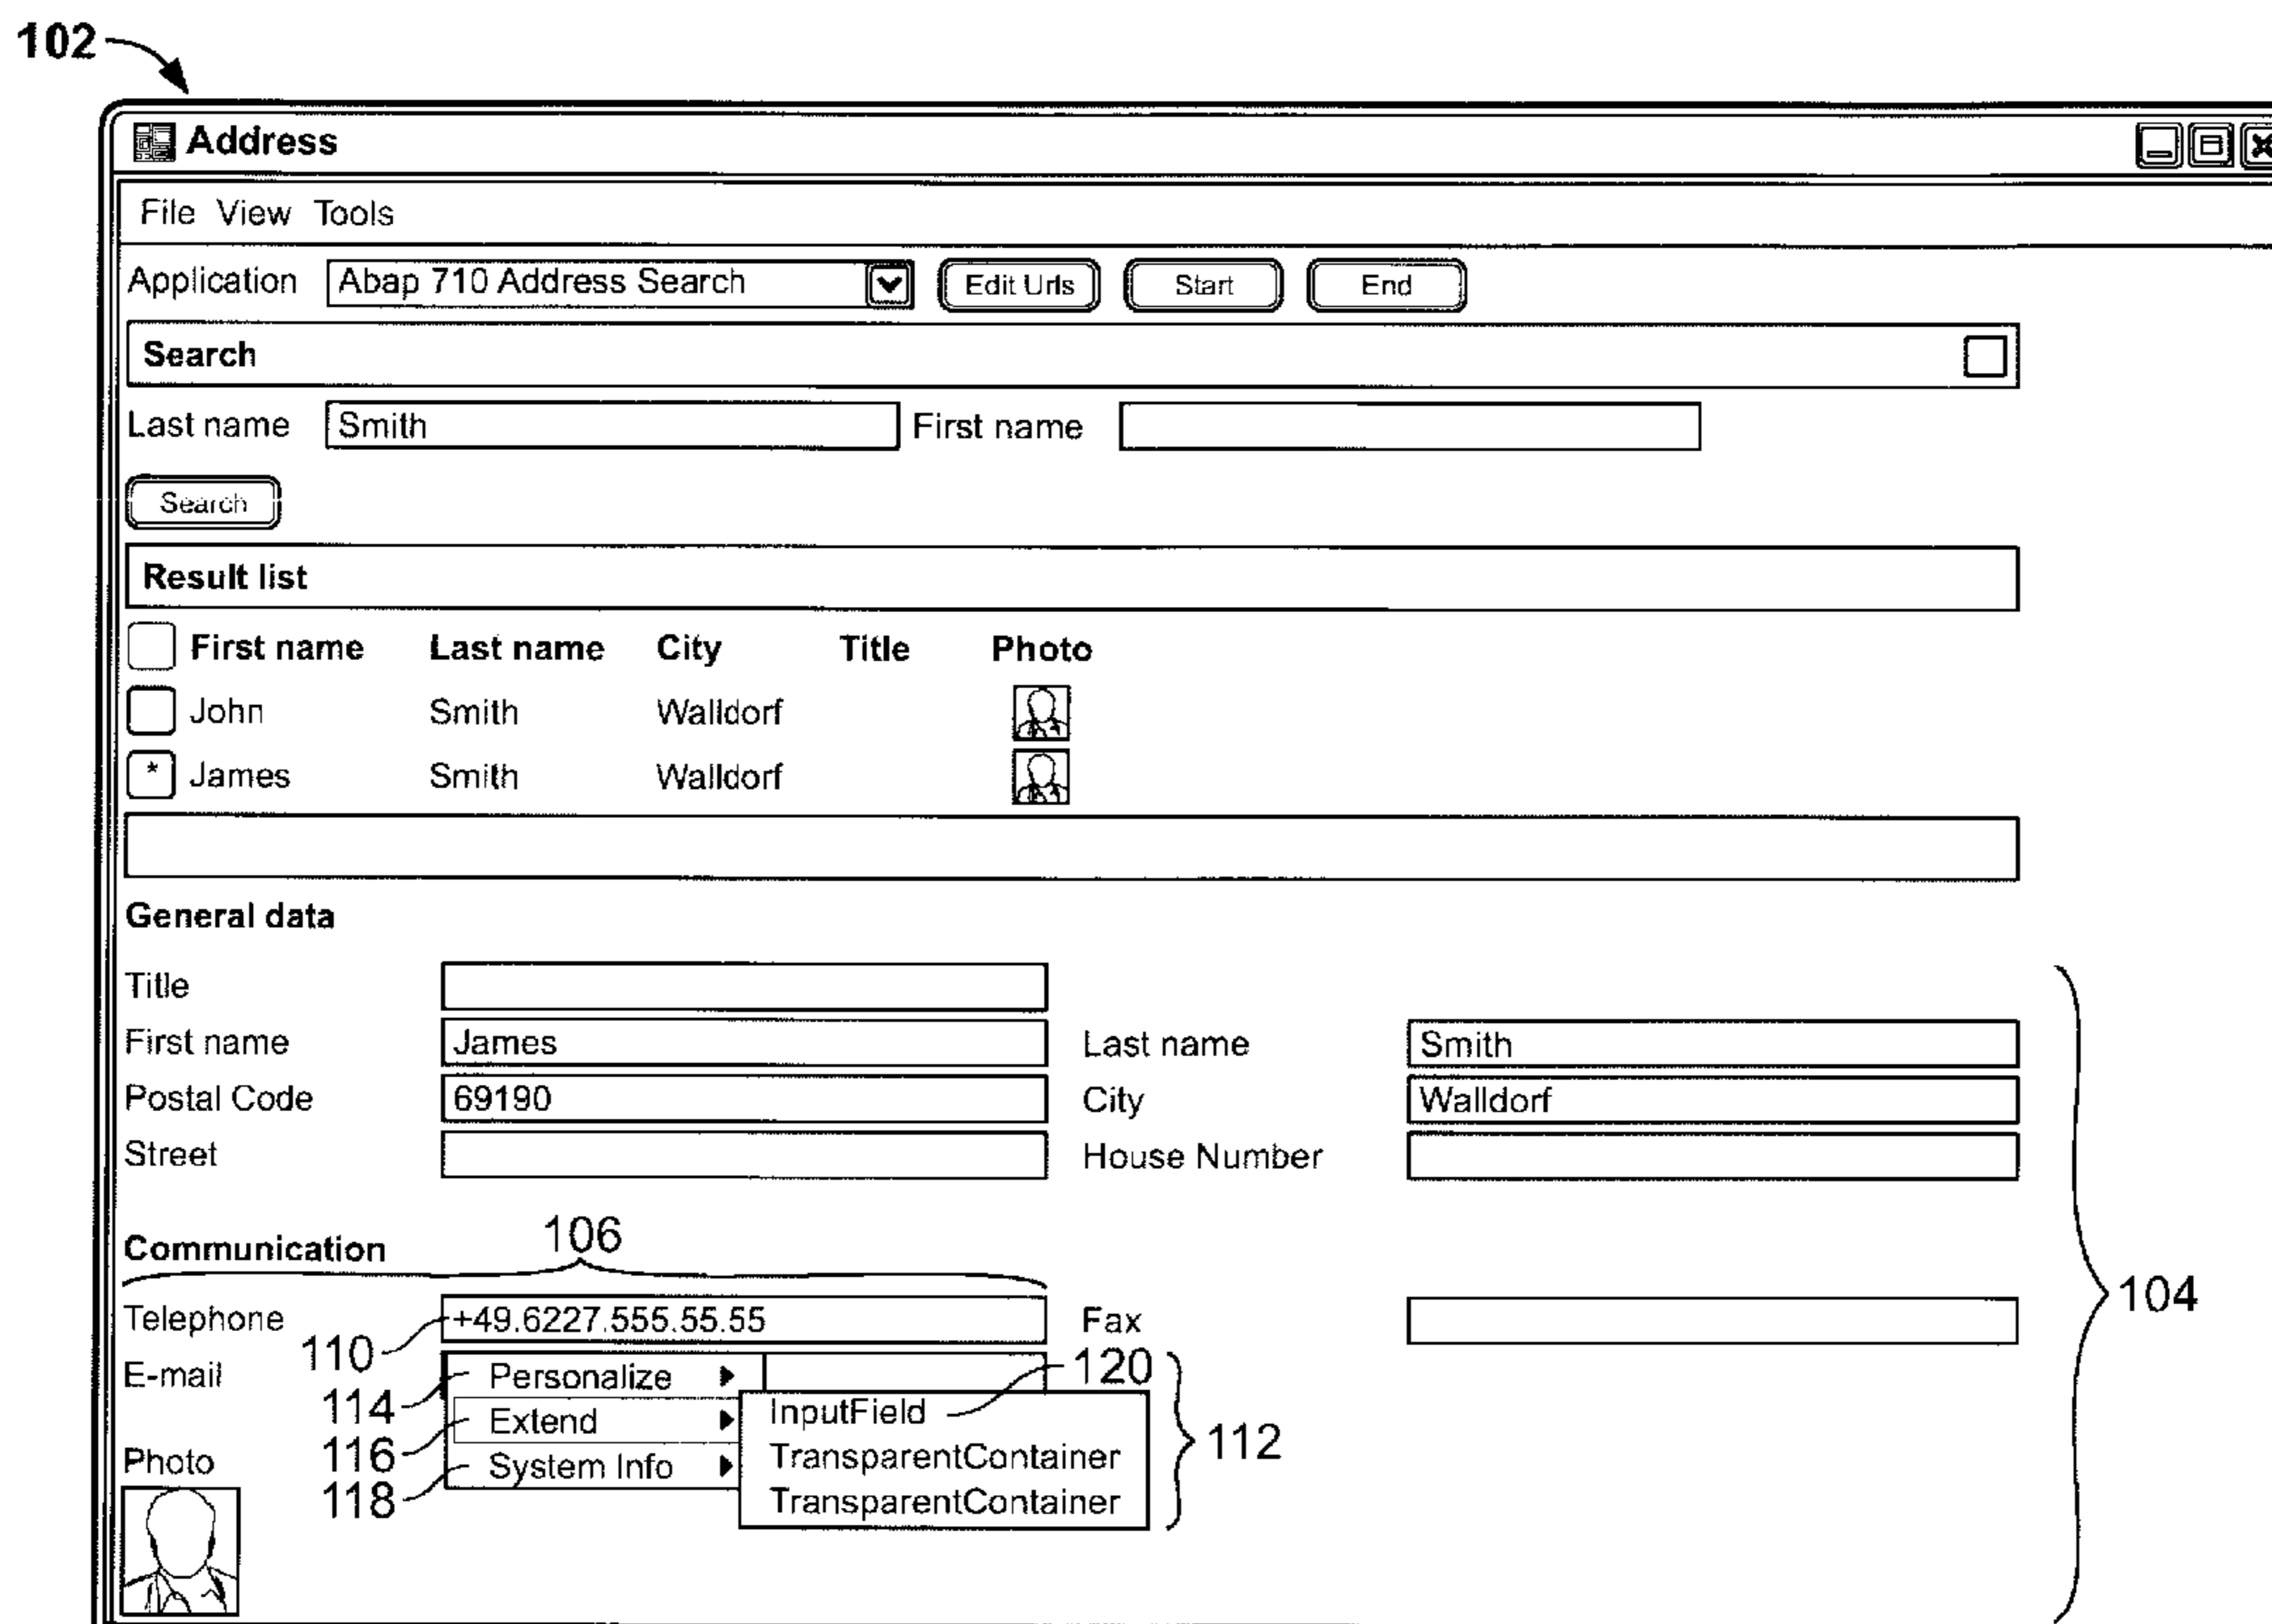 102
Address
File View Tools
Application Abap 710 Address Search Edit Urls Start End
Search
Last name Smith First name
Search
Result list
First name Last name City Title Photo
John Smith Walldorf
* James Smith Walldorf
General data
Title
First name James Last name Smith
Postal Code 69190 City Walldorf
Street House Number
Communication 106
Telephone +49.6227.555.55.55 Fax
104
110
E-mail Personalize 120
114 InputField
116 Extend 112
TransparentContainer
Photo System Info
118 TransparentContainer